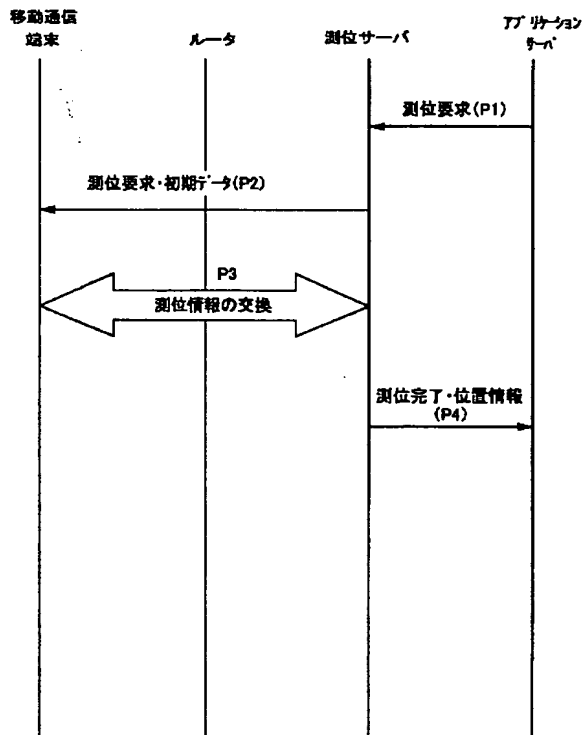 移動通信
端末
ルータ
測位サーバ
アプリケーション
サーバ
測位要求(P1)
測位要求・初期データ(P2)
P3
測位情報の交換
測位完了・位置情報
(P4)